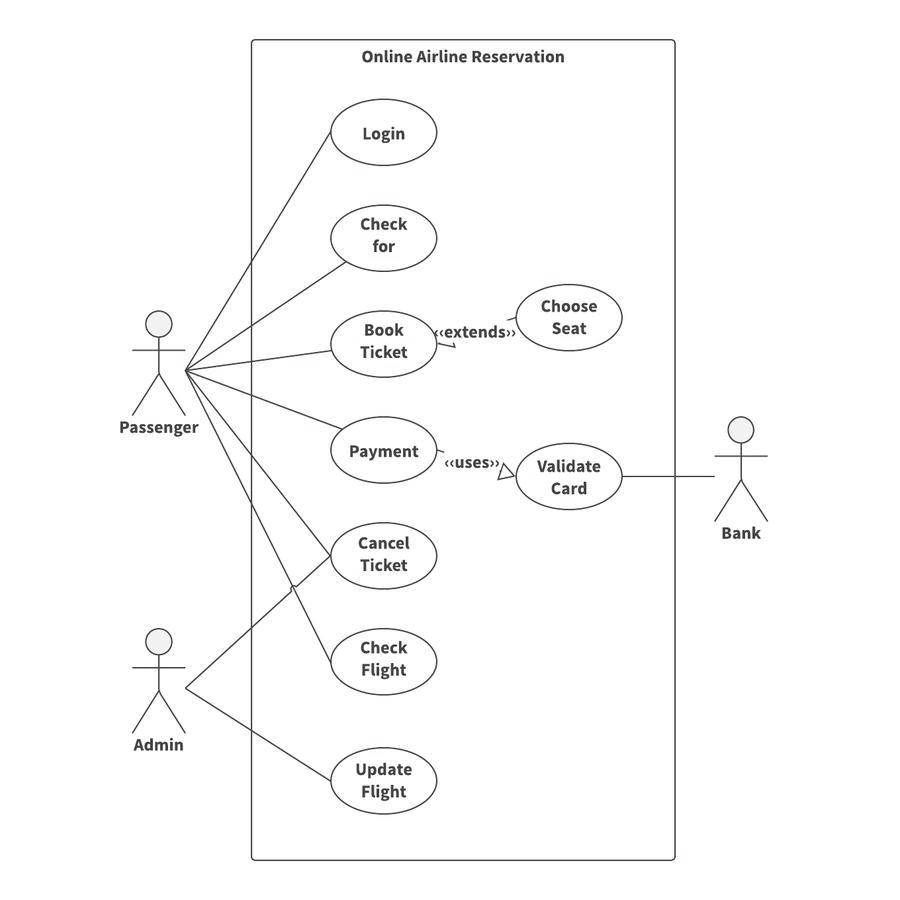 Online Airline Reservation
Login
Check
for
Book
Ticket
‹‹extends››
Choose
Seat
Passenger
Payment
‹‹uses››
Validate
Card
Bank
Cancel
Ticket
Check
Flight
Admin
Update
Flight